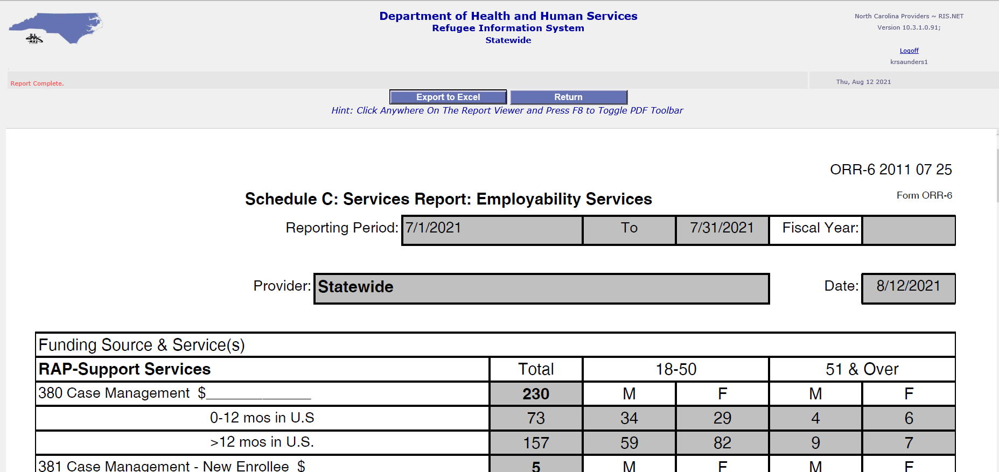 Department of Health and Human Services
Refugee Information System
Statewide
North Carolina Providers ~ RIS.NET
Version 10.3.1.0.91;
Logoff
krsaunders1
dhhs
Report Complete.
Thu, Aug 12 2021
Export to Excel Return
Hint: Click Anywhere On The Report Viewer and Press F8 to Toggle PDF Toolbar
ORR-6 2011 07 25
Schedule C: Services Report: Employability Services
Form ORR-6
Reporting Period: 7/1/2021 To 7/31/2021 Fiscal Year:
Provider: Statewide Date: 8/12/2021
Funding Source & Service(s)
RAP-Support Services Total 18-50 51 & Over
380 Case Management $______________ 230 M F M F
0-12 mos in U.S 73 34 29 4 6
>12 mos in U.S. 157 59 82 9 7
381 Case Management - New Enrollee $ 5 M F M F